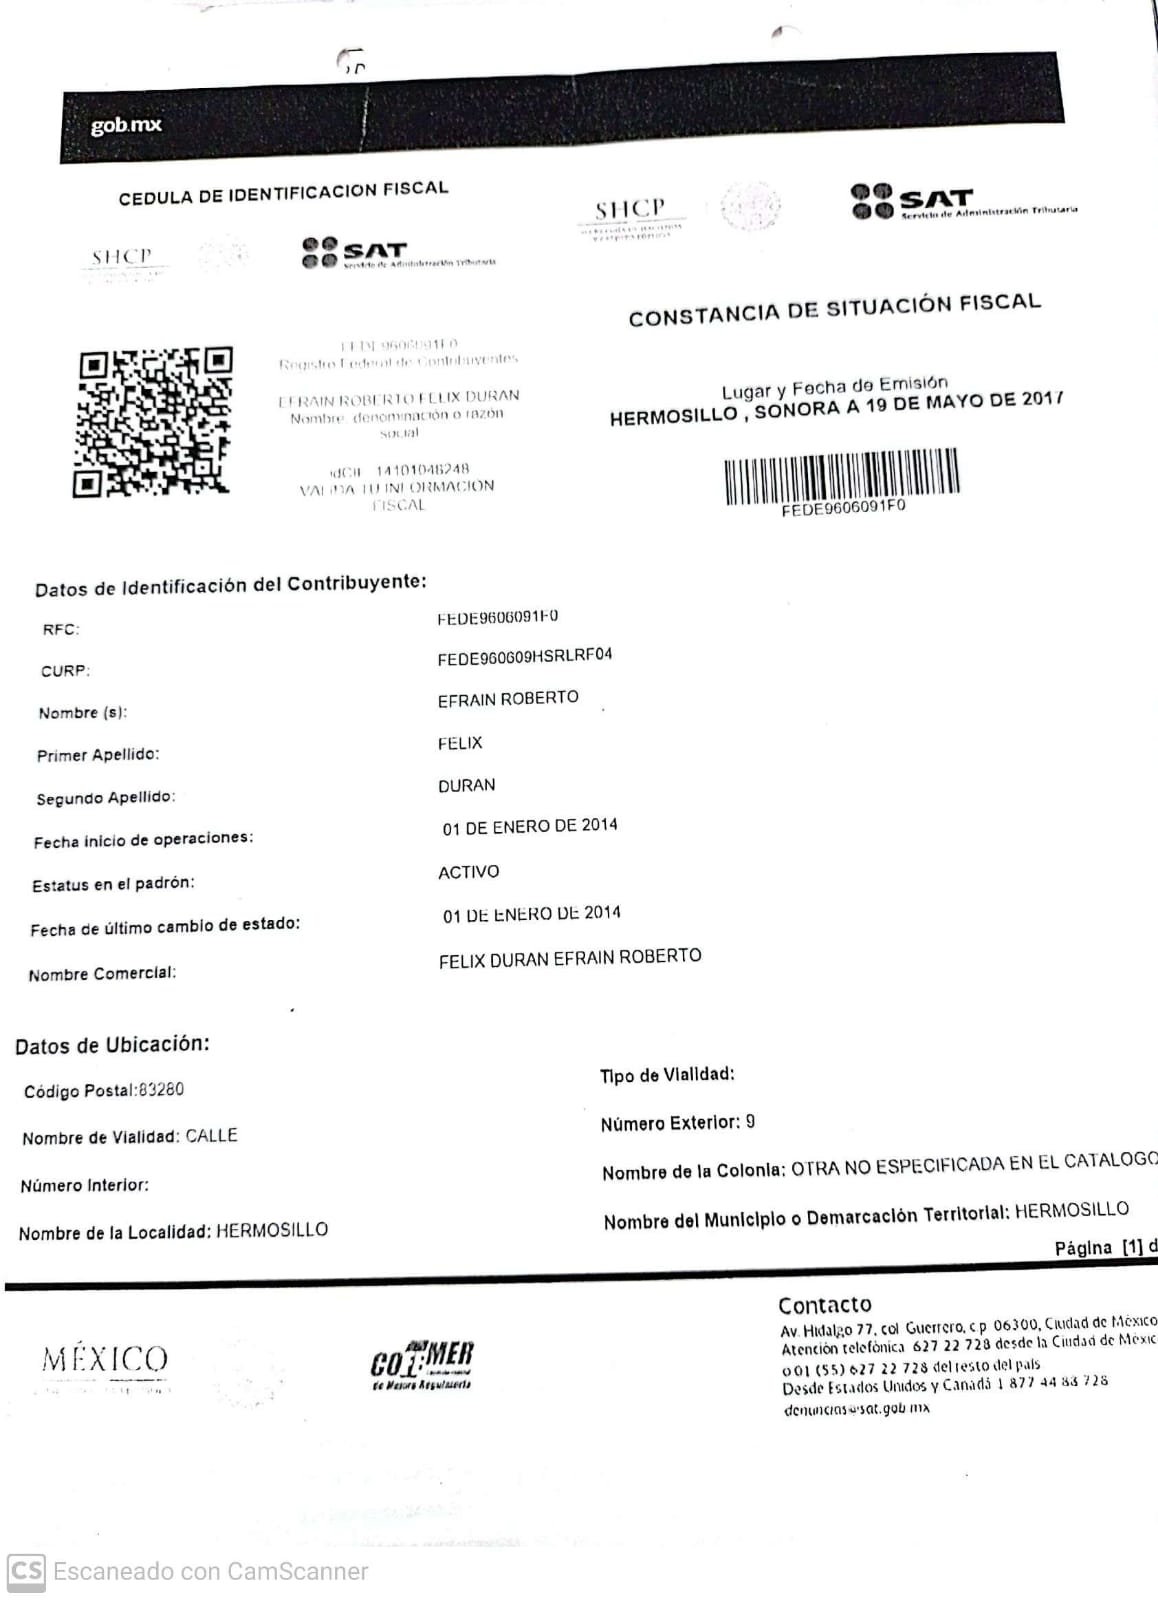 gob.mx
CEDULA DE IDENTIFICACION FISCAL
SHCP
SAT
Servicio de Administración Tributaria
SHCP
SAT
Servicio de Administración Tributaria
FEDE9606091F0
Registro Federal de Contribuyentes
EFRAIN ROBERTO FELIX DURAN
Nombre, denominación o razón
social
idCIF: 14101048248
VALIDA TU INFORMACION
FISCAL
CONSTANCIA DE SITUACIÓN FISCAL
Lugar y Fecha de Emisión
HERMOSILLO , SONORA A 19 DE MAYO DE 2017
FEDE9606091F0
Datos de Identificación del Contribuyente:
RFC: FEDE9606091F0
CURP: FEDE960609HSRLRF04
Nombre (s): EFRAIN ROBERTO
Primer Apellido: FELIX
Segundo Apellido: DURAN
Fecha inicio de operaciones: 01 DE ENERO DE 2014
Estatus en el padrón: ACTIVO
Fecha de último cambio de estado: 01 DE ENERO DE 2014
Nombre Comercial: FELIX DURAN EFRAIN ROBERTO
Datos de Ubicación:
Código Postal:83280
Tipo de Vialidad:
Nombre de Vialidad: CALLE
Número Exterior: 9
Número Interior:
Nombre de la Colonia: OTRA NO ESPECIFICADA EN EL CATALOGO
Nombre de la Localidad: HERMOSILLO
Nombre del Municipio o Demarcación Territorial: HERMOSILLO
Página [1] d
MÉXICO
de Mejora Regulatoria
Contacto
Av. Hidalgo 77, col. Guerrero, c.p. 06300, Ciudad de México
Atención telefónica 627 22 728 desde la Ciudad de Méxic
o 01 (55) 627 22 728 del resto del país
Desde Estados Unidos y Canadá 1 877 44 88 728
denuncias@sat.gob.mx
CS Escaneado con CamScanner